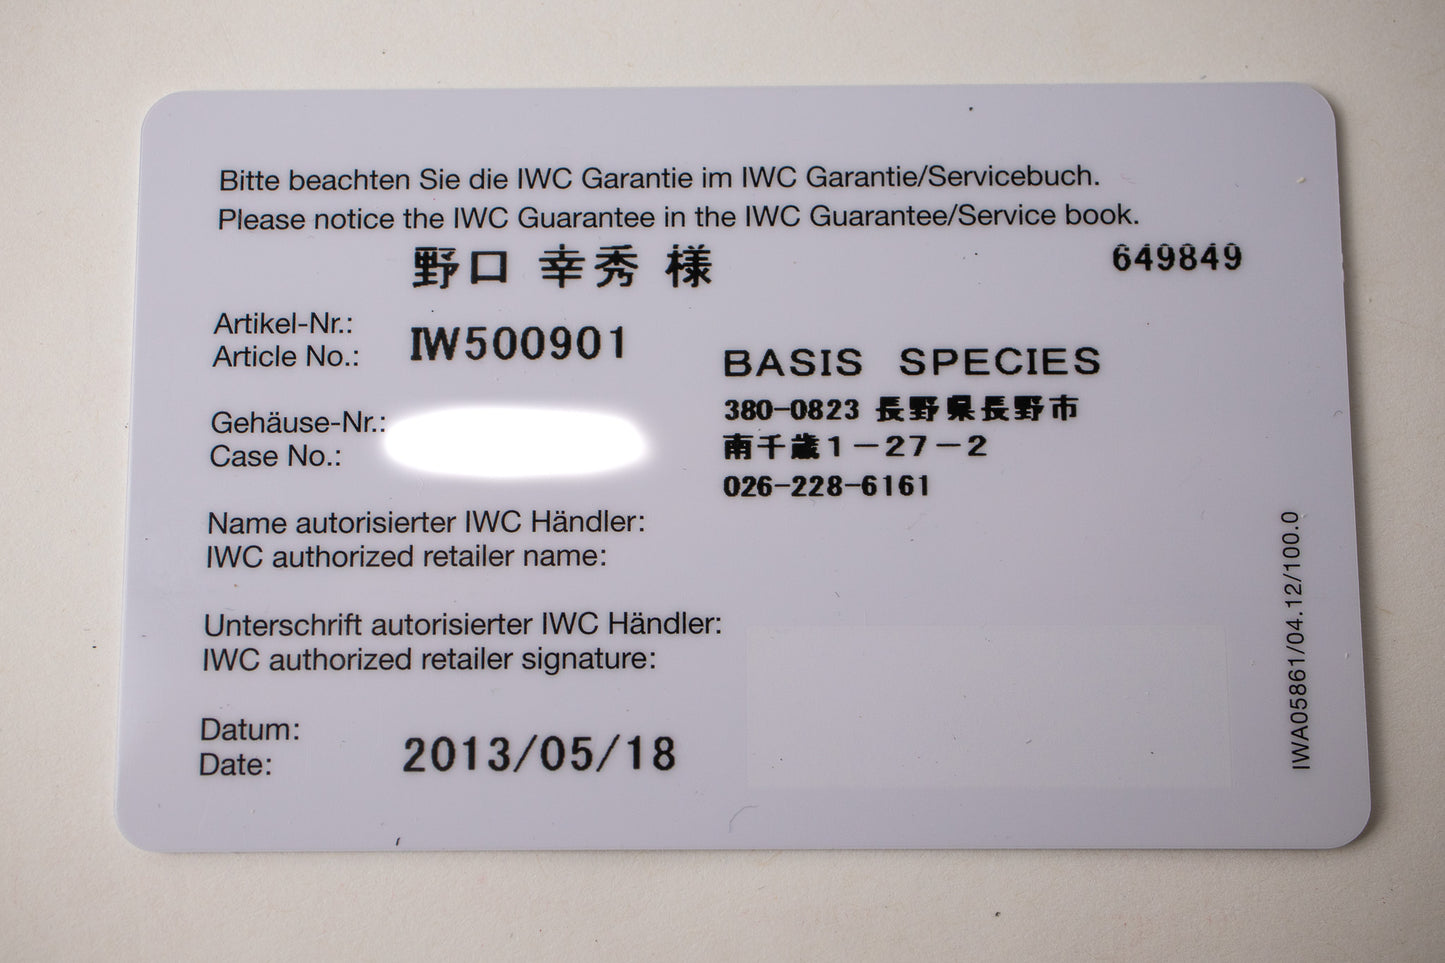 Bitte beachten Sie die IWC Garantie im IWC Garantie/Servicebuch.
Please notice the IWC Guarantee in the IWC Guarantee/Service book.
野口 幸秀 様
649849
Artikel-Nr.:
Article No.:
IW500901
BASIS SPECIES
380-0823 長野県長野市
南千歳1-27-2
026-228-6161
Gehäuse-Nr.:
Case No.:
Name autorisierter IWC Händler:
IWC authorized retailer name:
Unterschrift autorisierter IWC Händler:
IWC authorized retailer signature:
Datum:
Date:
2013/05/18
IWA05861/04.12/100.0